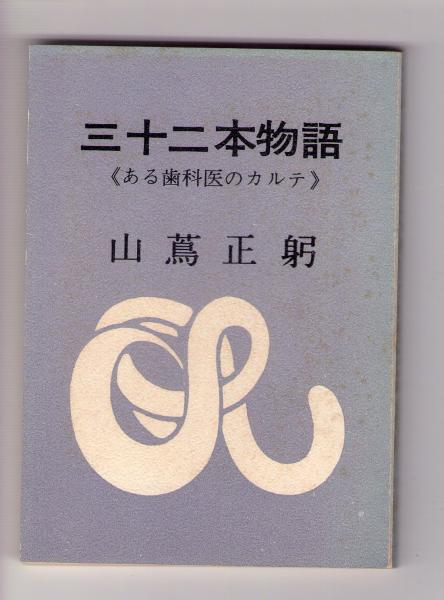 三十二本物語
《ある歯科医のカルテ》
山蔦正躬